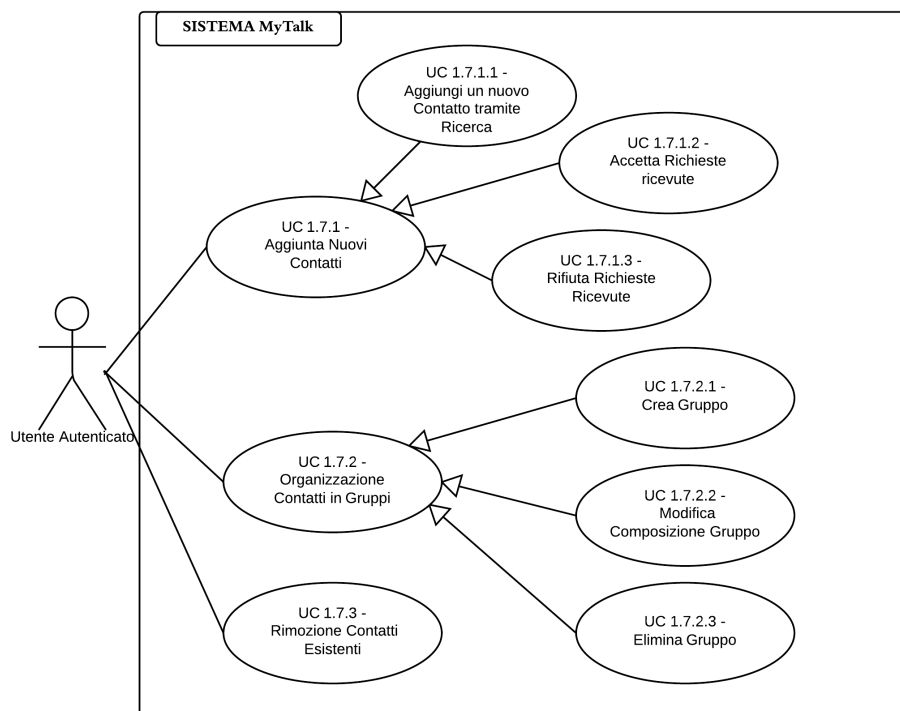 SISTEMA MyTalk
UC 1.7.1.1 -
Aggiungi un nuovo
Contatto tramite
Ricerca
UC 1.7.1.2 -
Accetta Richieste
ricevute
UC 1.7.1 -
Aggiunta Nuovi
Contatti
UC 1.7.1.3 -
Rifiuta Richieste
Ricevute
Utente Autenticato
UC 1.7.2.1 -
Crea Gruppo
UC 1.7.2 -
Organizzazione
Contatti in Gruppi
UC 1.7.2.2 -
Modifica
Composizione Gruppo
UC 1.7.3 -
Rimozione Contatti
Esistenti
UC 1.7.2.3 -
Elimina Gruppo